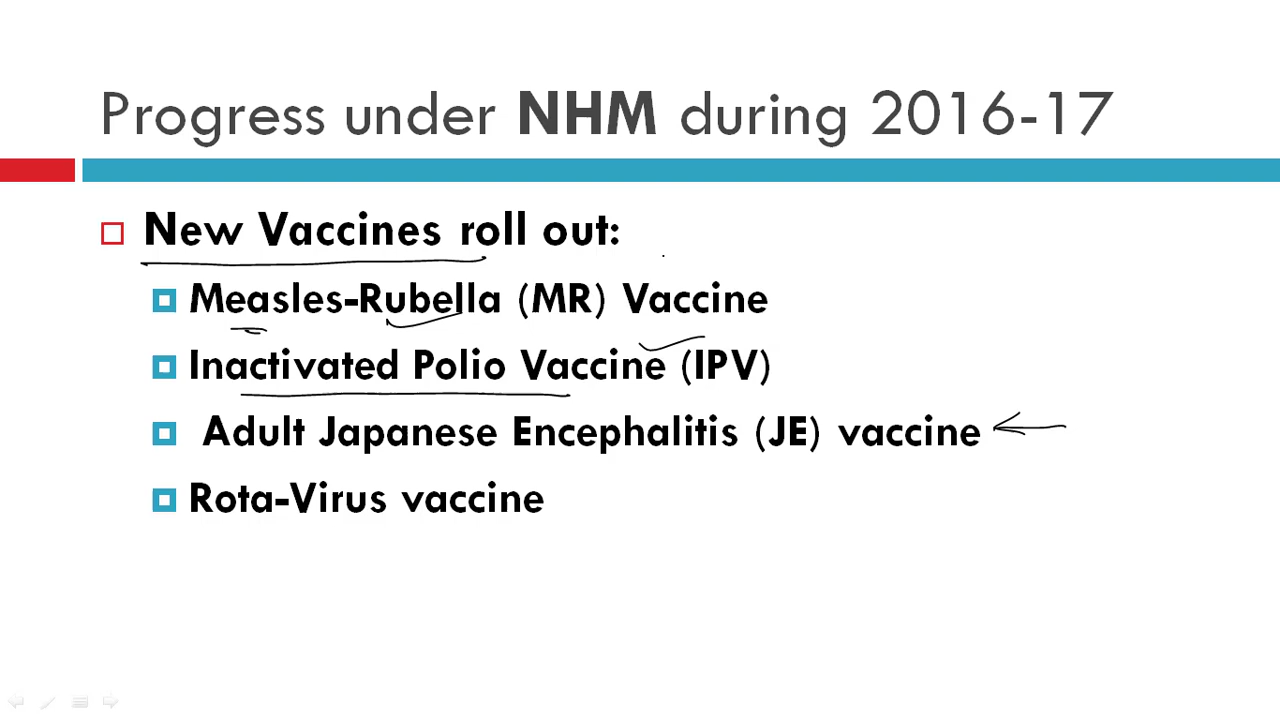 Progress under NHM during 2016-17
New Vaccines roll out:
Measles-Rubella (MR) Vaccine
Inactivated Polio Vaccine (IPV)
Adult Japanese Encephalitis (JE) vaccine
Rota-Virus vaccine